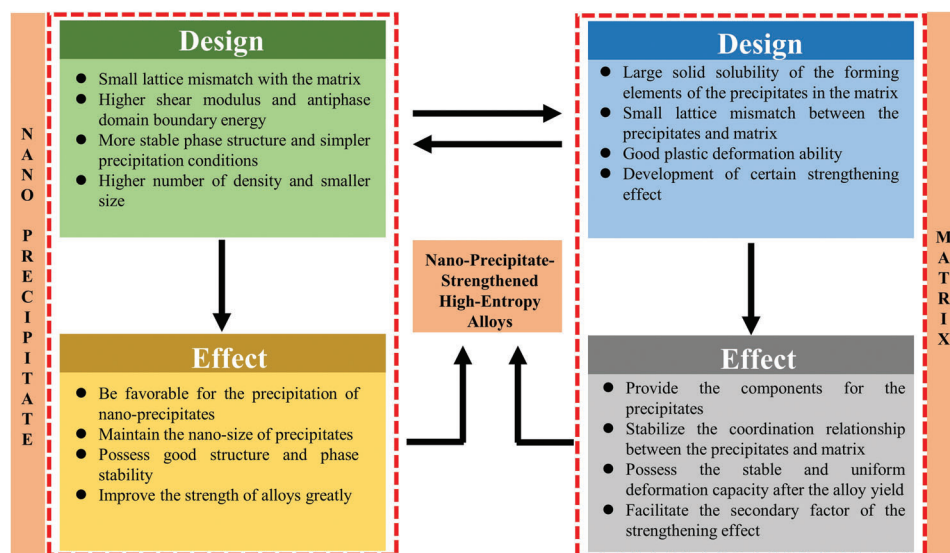 NANO PRECIPITATE
Design
● Small lattice mismatch with the matrix
● Higher shear modulus and antiphase
domain boundary energy
● More stable phase structure and simpler
precipitation conditions
● Higher number of density and smaller
size
Effect
● Be favorable for the precipitation of
nano-precipitates
● Maintain the nano-size of precipitates
● Possess good structure and phase
stability
● Improve the strength of alloys greatly
Nano-Precipitate-
Strengthened
High-Entropy
Alloys
Design
● Large solid solubility of the forming
elements of the precipitates in the matrix
● Small lattice mismatch between the
precipitates and matrix
● Good plastic deformation ability
● Development of certain strengthening
effect
Effect
● Provide the components for the
precipitates
● Stabilize the coordination relationship
between the precipitates and matrix
● Possess the stable and uniform
deformation capacity after the alloy yield
● Facilitate the secondary factor of the
strengthening effect
MATRIX